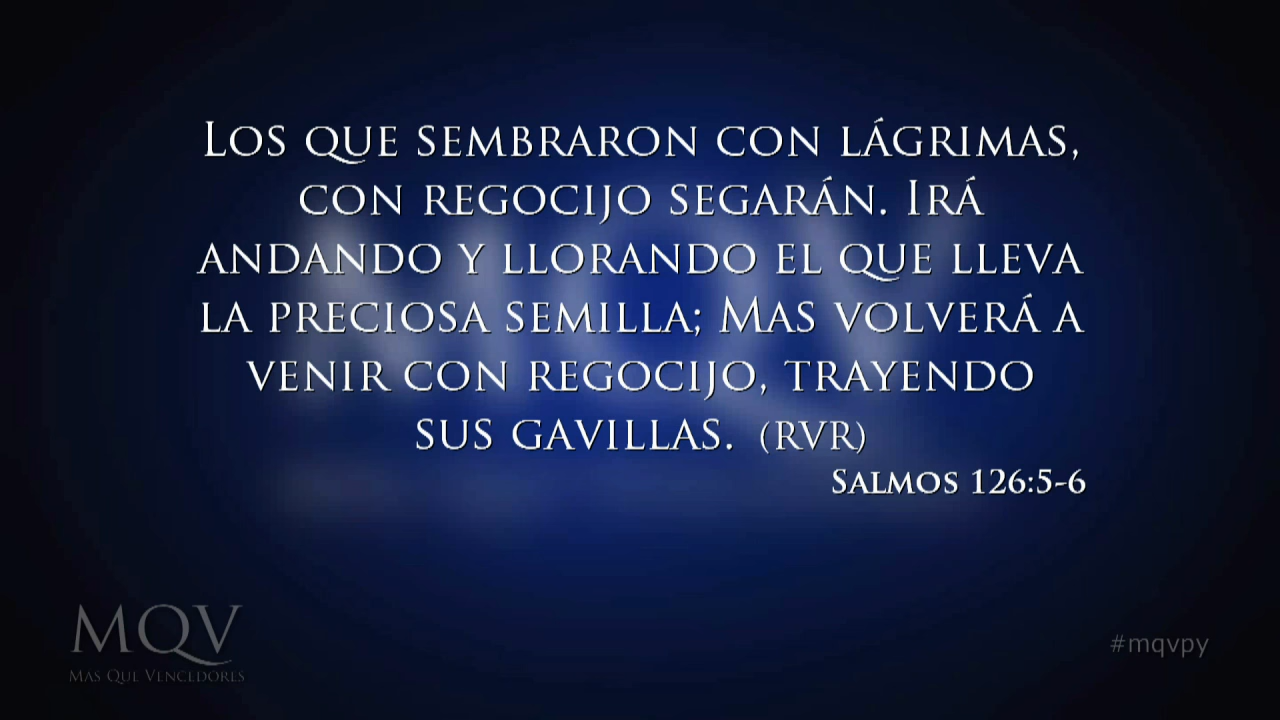 Los que sembraron con lágrimas,
con regocijo segarán. Irá
andando y llorando el que lleva
la preciosa semilla; Mas volverá a
venir con regocijo, trayendo
sus gavillas. (RVR)
Salmos 126:5-6
MQV
Mas Que Vencedores
#mqvpy